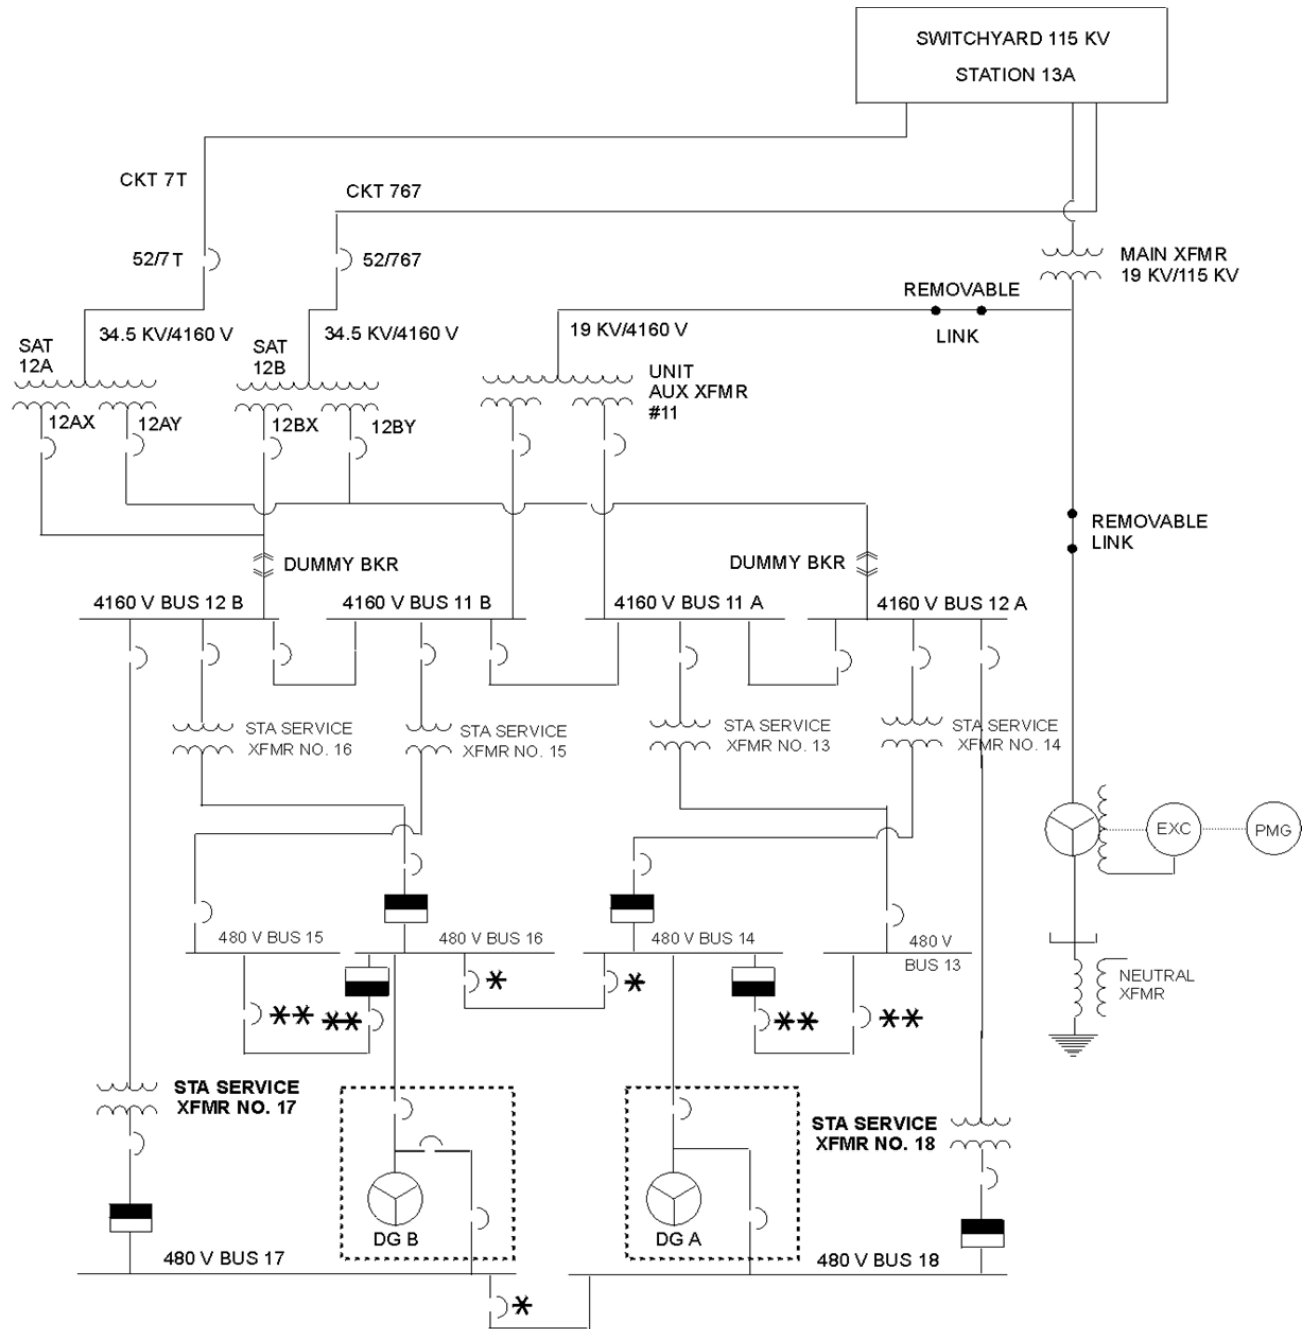 SWITCHYARD 115 KV
STATION 13A
CKT 7T
CKT 767
52/7T
52/767
MAIN XFMR
19 KV/115 KV
REMOVABLE
LINK
34.5 KV/4160 V
34.5 KV/4160 V
19 KV/4160 V
SAT
12A
SAT
12B
UNIT
AUX XFMR
#11
12AX
12AY
12BX
12BY
REMOVABLE
LINK
DUMMY BKR
DUMMY BKR
4160 V BUS 12 B
4160 V BUS 11 B
4160 V BUS 11 A
4160 V BUS 12 A
STA SERVICE
XFMR NO. 16
STA SERVICE
XFMR NO. 15
STA SERVICE
XFMR NO. 13
STA SERVICE
XFMR NO. 14
EXC
PMG
480 V BUS 15
480 V BUS 16
480 V BUS 14
480 V
BUS 13
*
*
**
**
**
**
NEUTRAL
XFMR
STA SERVICE
XFMR NO. 17
STA SERVICE
XFMR NO. 18
DG B
DG A
480 V BUS 17
480 V BUS 18
*